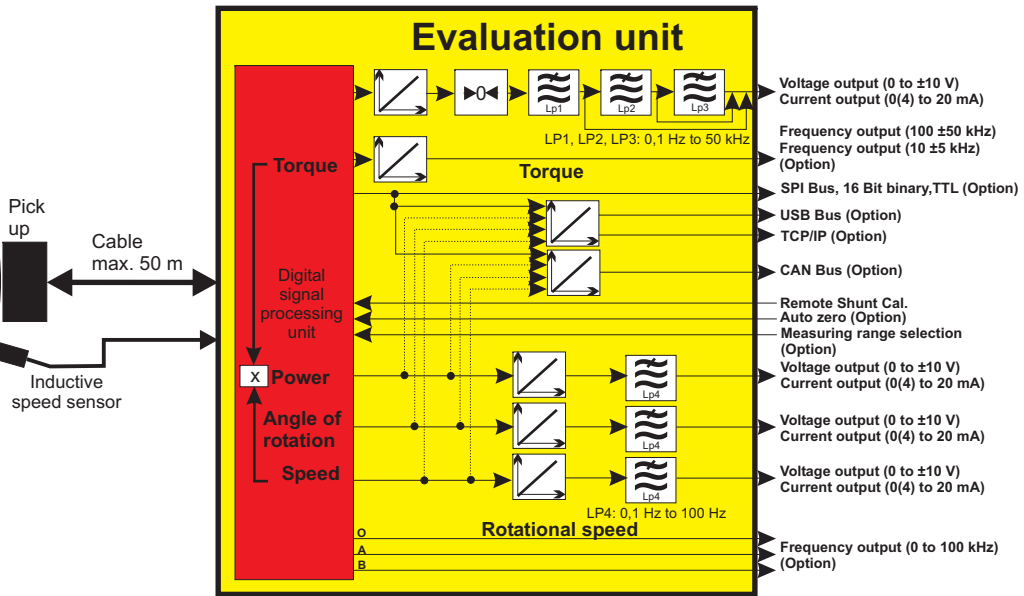 Evaluation unit
Lp1
Lp2
Lp3
LP1, LP2, LP3: 0,1 Hz to 50 kHz
Voltage output (0 to ±10 V)
Current output (0(4) to 20 mA)
Frequency output (100 ±50 kHz)
Frequency output (10 ±5 kHz)
(Option)
Torque
Torque
SPI Bus, 16 Bit binary,TTL (Option)
USB Bus (Option)
TCP/IP (Option)
CAN Bus (Option)
Pick
up
Cable
max. 50 m
Digital
signal
processing
unit
Remote Shunt Cal.
Auto zero (Option)
Measuring range selection
(Option)
Inductive
speed sensor
X
Power
Lp4
Voltage output (0 to ±10 V)
Current output (0(4) to 20 mA)
Angle of
rotation
Lp4
Voltage output (0 to ±10 V)
Current output (0(4) to 20 mA)
Speed
Lp4
Voltage output (0 to ±10 V)
Current output (0(4) to 20 mA)
LP4: 0,1 Hz to 100 Hz
Rotational speed
O
A
B
Frequency output (0 to 100 kHz)
(Option)
0